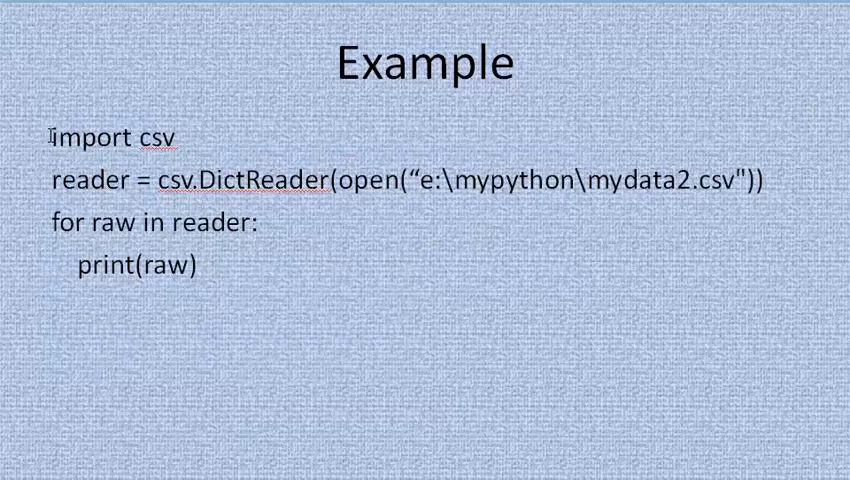 Example
import csv
reader = csv.DictReader(open(“e:\mypython\mydata2.csv"))
for raw in reader:
    print(raw)